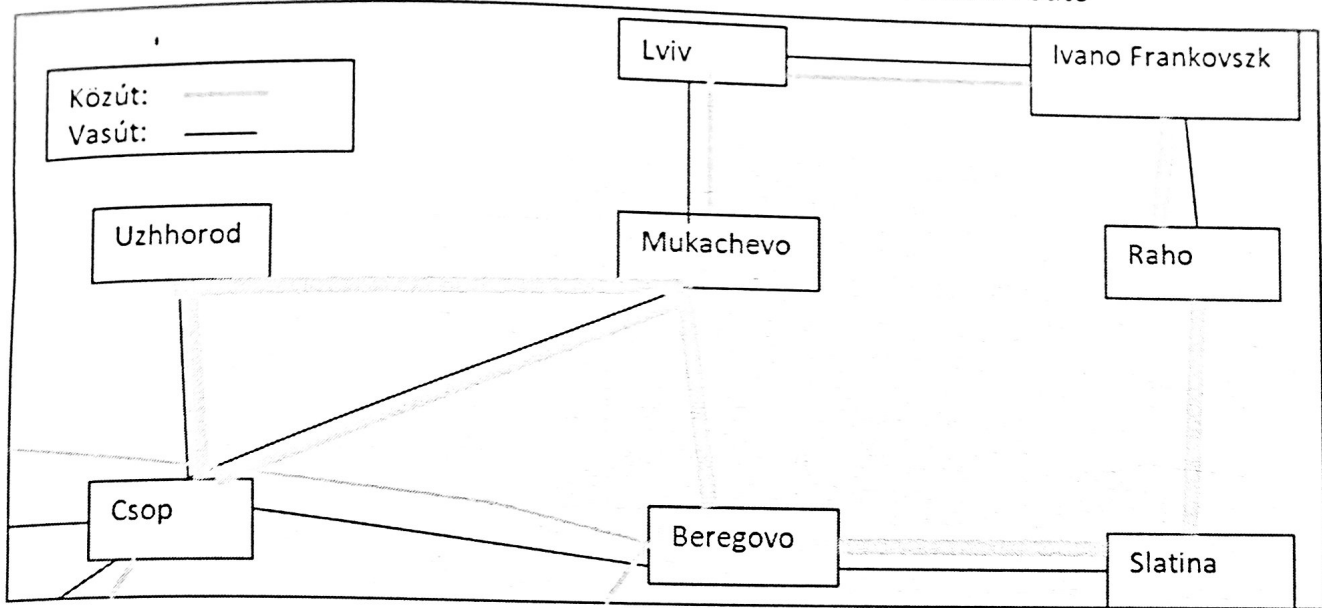 Lviv
Ivano Frankovszk
Közút:
Vasút:
Uzhhorod
Mukachevo
Raho
Csop
Beregovo
Slatina